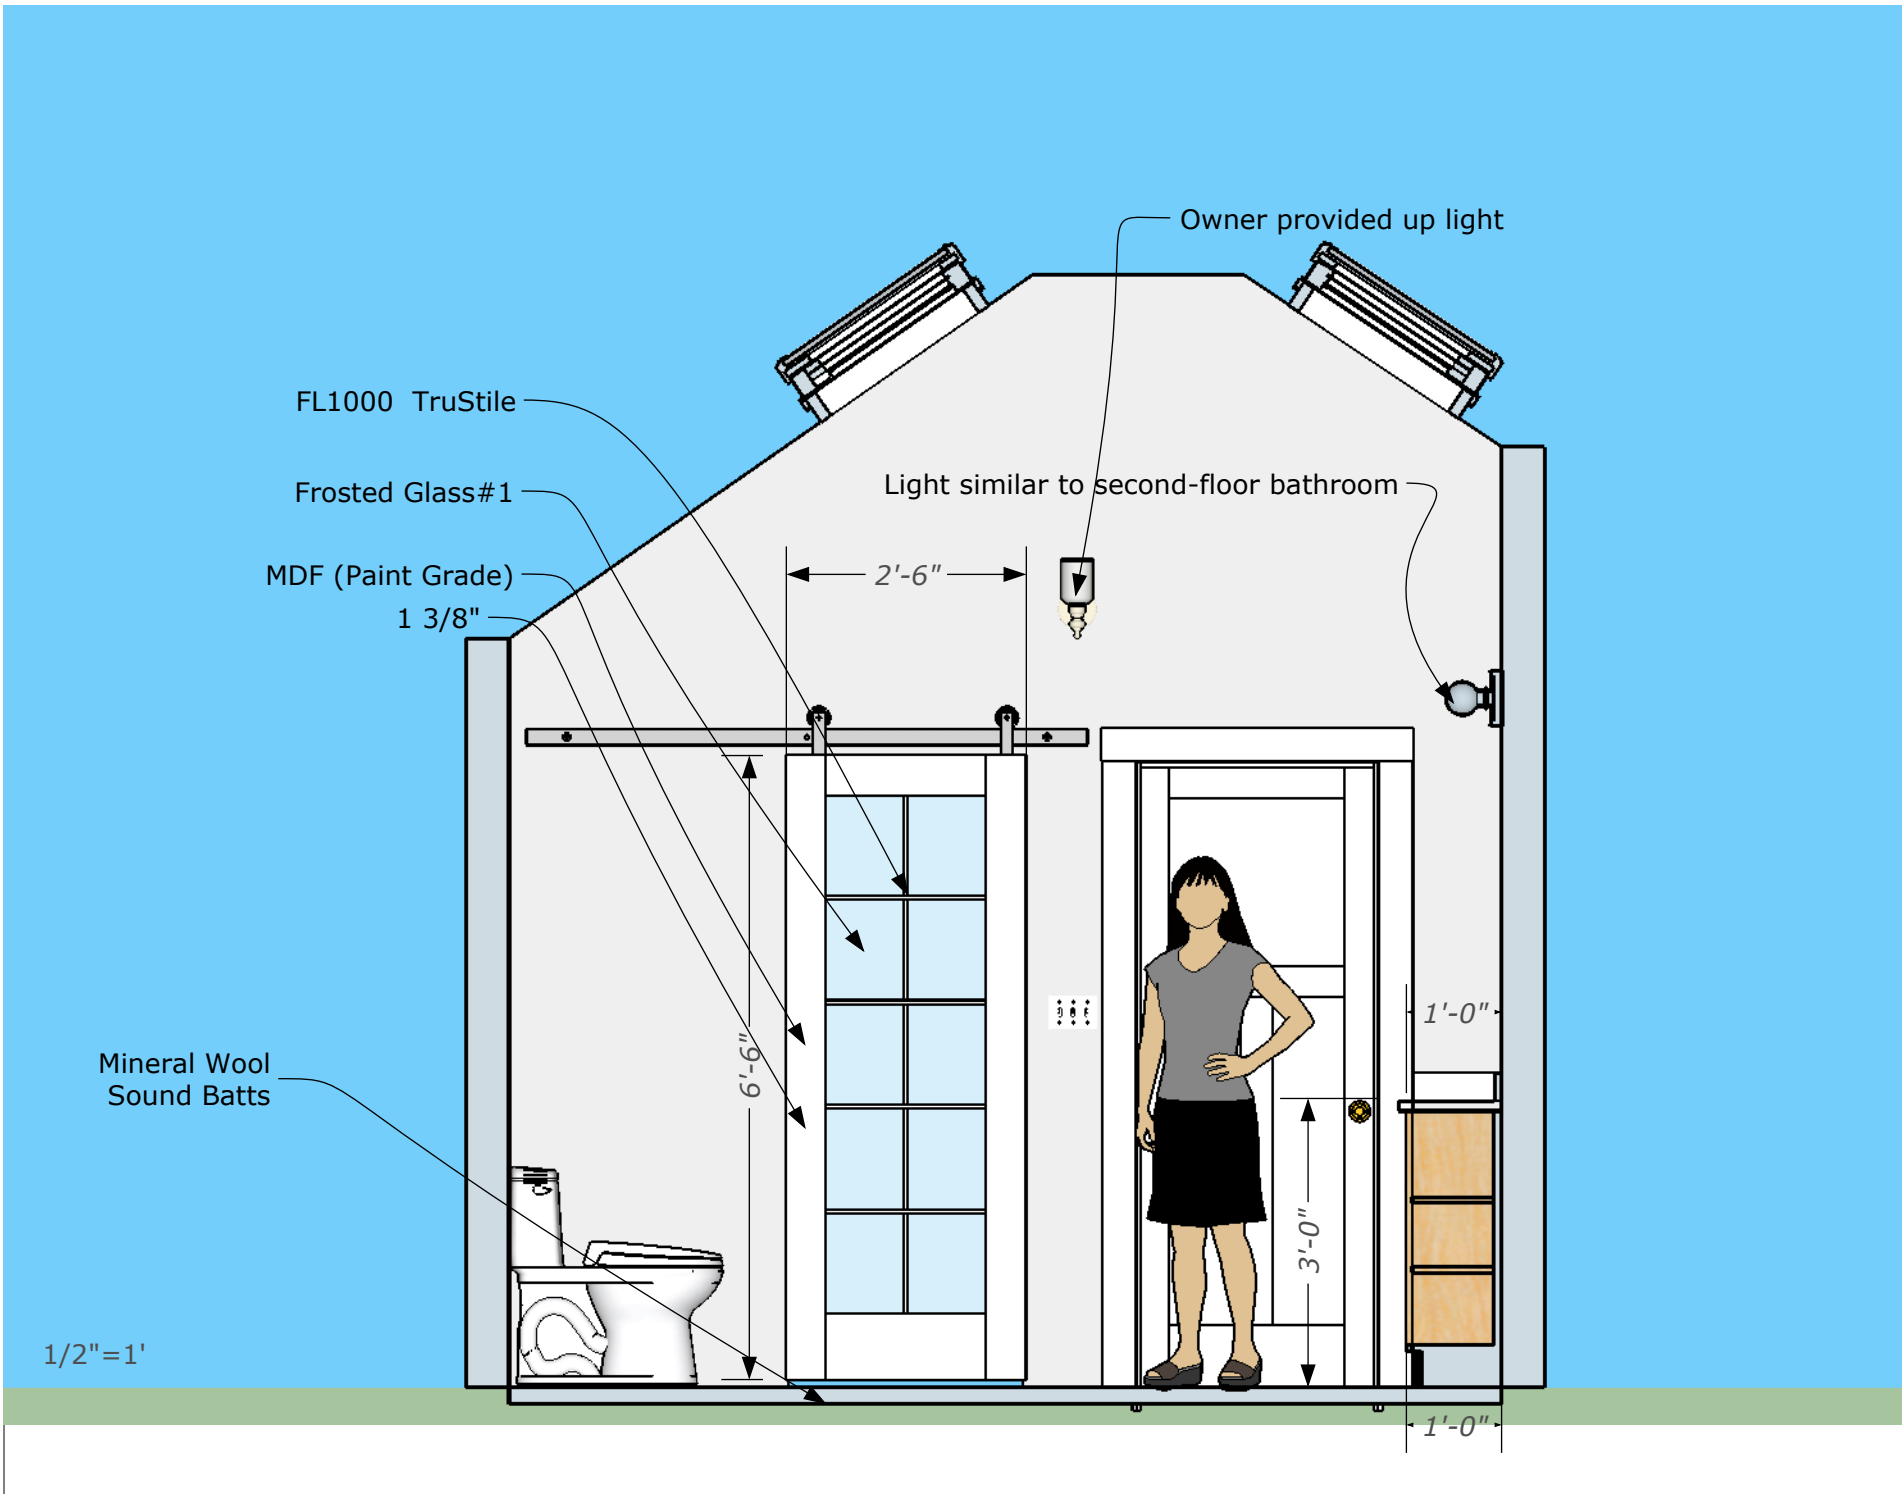 Owner provided up light
FL1000  TruStile
Light similar to second-floor bathroom
Frosted Glass#1
MDF (Paint Grade)
2'-6"
1 3/8"
1'-0"
6'-6"
Mineral Wool
Sound Batts
3'-0"
1/2"=1'
1'-0"